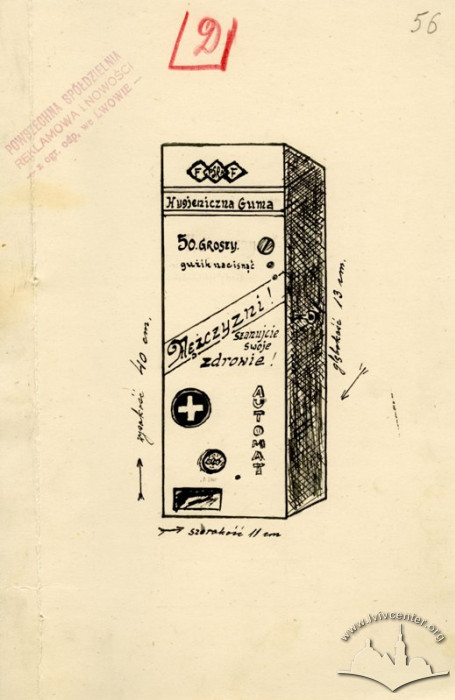 56
D
POWSZECHNA SPÓŁDZIELNIA
REKLAMOWA I NOWOŚCI
z ogr. odp. we LWOWIE
F F
Hygjeniczna Guma
50. GROSZY.
guzik nacisnąć
Mężczyzni!
Szanujcie
swoje
zdrowie!
AUTOMAT
wysokość 40 cm.
głębokość 13 cm.
szerokość 11 cm
www.lvivcenter.org